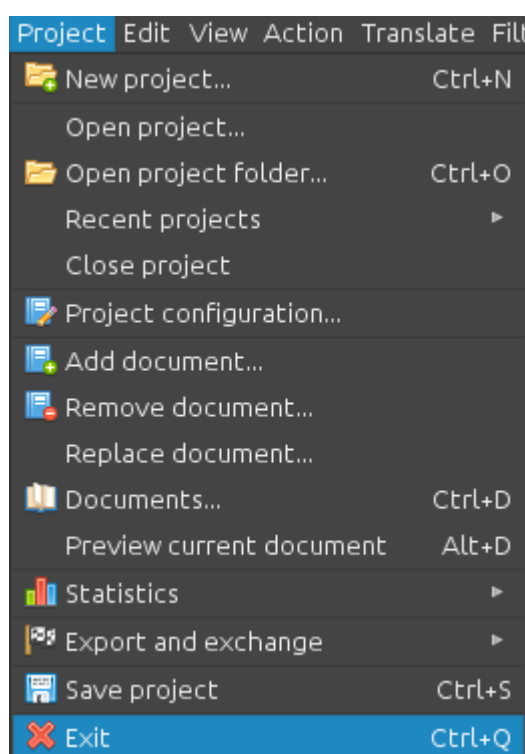 Project Edit View Action Translate
New project... Ctrl+N
Open project...
Open project folder... Ctrl+O
Recent projects
Close project
Project configuration...
Add document...
Remove document...
Replace document...
Documents... Ctrl+D
Preview current document Alt+D
Statistics
Export and exchange
Save project Ctrl+S
Exit Ctrl+Q